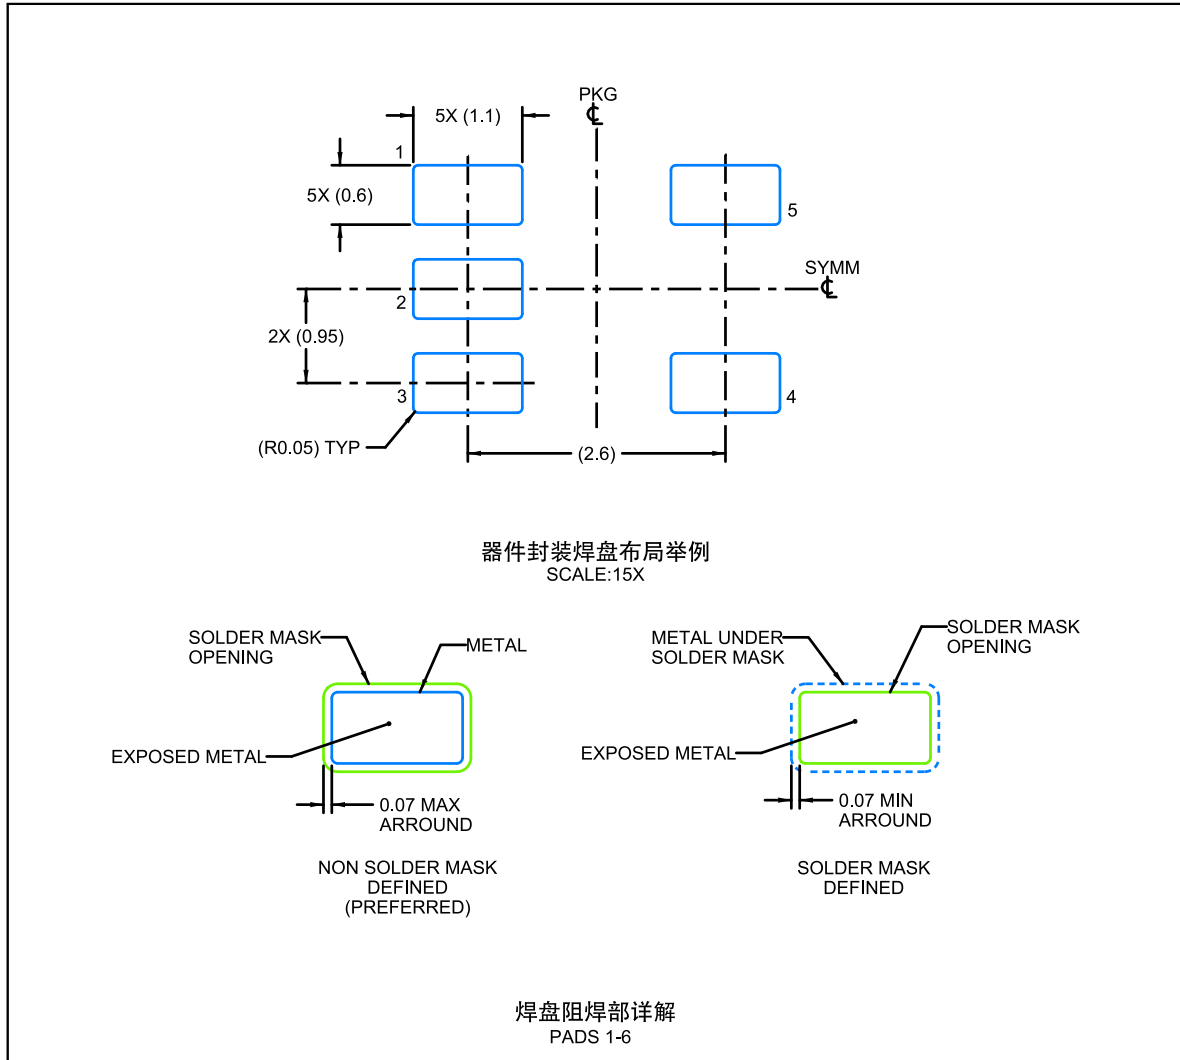 PKG
5X (1.1)
1
5X (0.6)
5
SYMM
2
2X (0.95)
3
4
(R0.05) TYP
(2.6)
器件封装焊盘布局举例
SCALE:15X
SOLDER MASK
OPENING
METAL
EXPOSED METAL
0.07 MAX
ARROUND
NON SOLDER MASK
DEFINED
(PREFERRED)
METAL UNDER
SOLDER MASK
SOLDER MASK
OPENING
EXPOSED METAL
0.07 MIN
ARROUND
SOLDER MASK
DEFINED
焊盘阻焊部详解
PADS 1-6